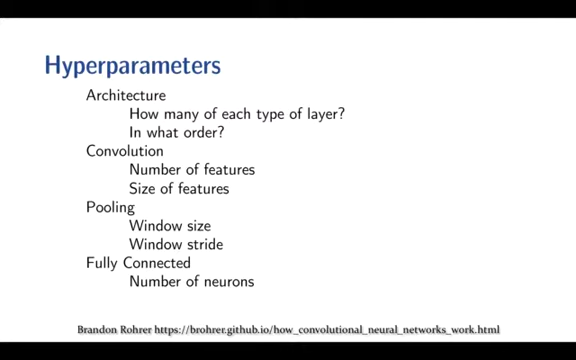 Hyperparameters
Architecture
How many of each type of layer?
In what order?
Convolution
Number of features
Size of features
Pooling
Window size
Window stride
Fully Connected
Number of neurons
Brandon Rohrer https://brohrer.github.io/how_convolutional_neural_networks_work.html